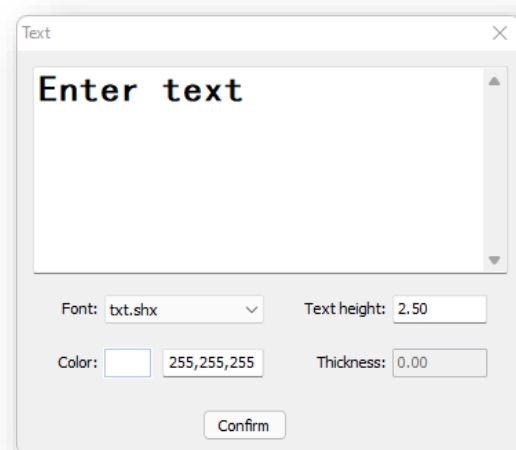 Text
Enter text
Font: txt.shx Text height: 2.50
Color: 255,255,255 Thickness: 0.00
Confirm